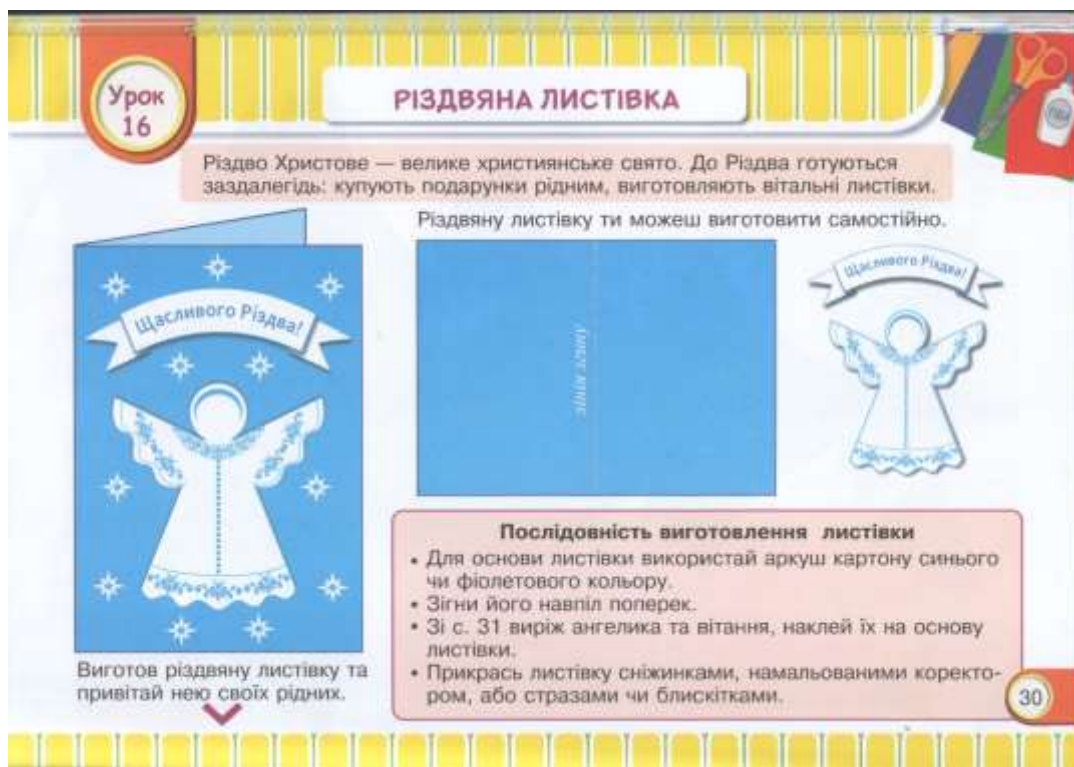 Урок
16
РІЗДВЯНА ЛИСТІВКА
Різдво Христове — велике християнське свято. До Різдва готуються
заздалегідь: купують подарунки рідним, виготовляють вітальні листівки.
Різдвяну листівку ти можеш виготовити самостійно.
Щасливого Різдва!
лінія згину
Щасливого Різдва!
Виготов різдвяну листівку та
привітай нею своїх рідних.
Послідовність виготовлення листівки
• Для основи листівки використай аркуш картону синього
чи фіолетового кольору.
• Зігни його навпіл поперек.
• Зі с. 31 виріж ангелика та вітання, наклей їх на основу
листівки.
• Прикрась листівку сніжинками, намальованими коректо-
ром, або стразами чи блискітками.
30